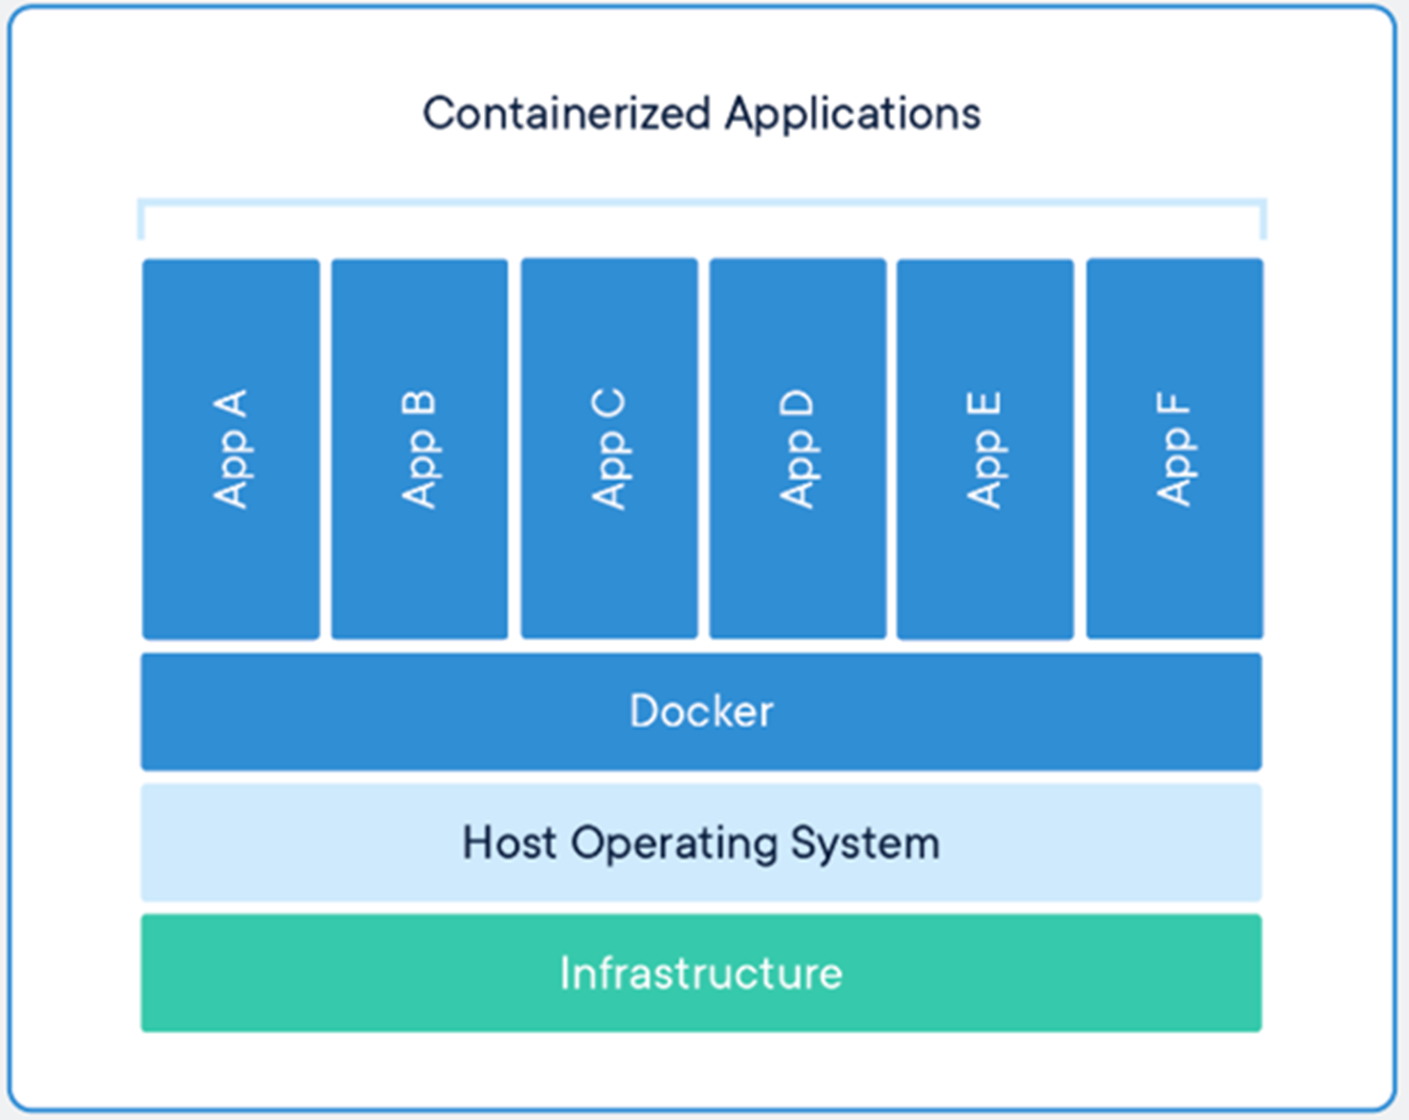 Containerized Applications
App A
App B
App C
App D
App E
App F
Docker
Host Operating System
Infrastructure